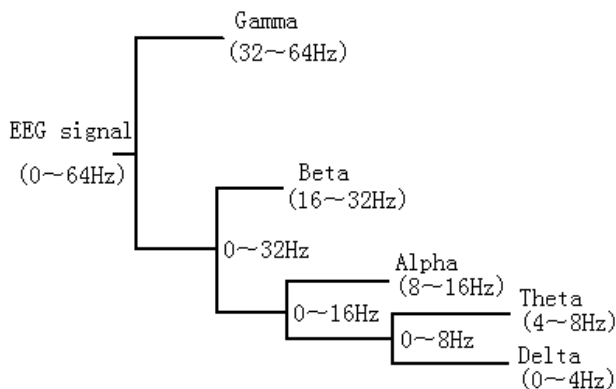 Gamma
(32～64Hz)
EEG signal
(0～64Hz)
Beta
(16～32Hz)
0～32Hz
Alpha
(8～16Hz)
0～16Hz
Theta
(4～8Hz)
0～8Hz
Delta
(0～4Hz)